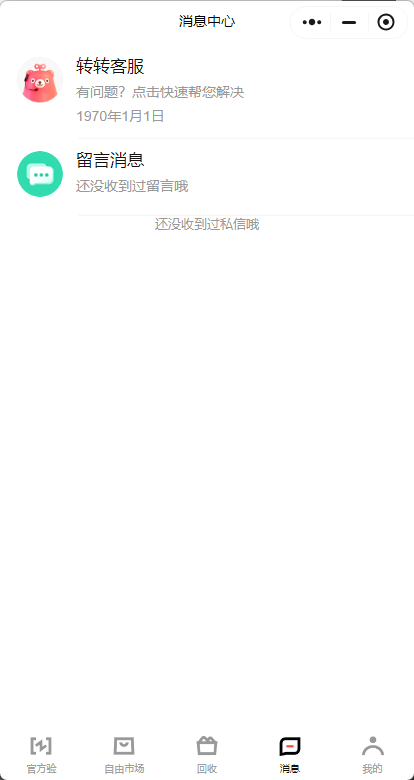 消息中心
转转客服
有问题？点击快速帮您解决
1970年1月1日
留言消息
还没收到过留言哦
还没收到过私信哦
官方验
自由市场
回收
消息
我的